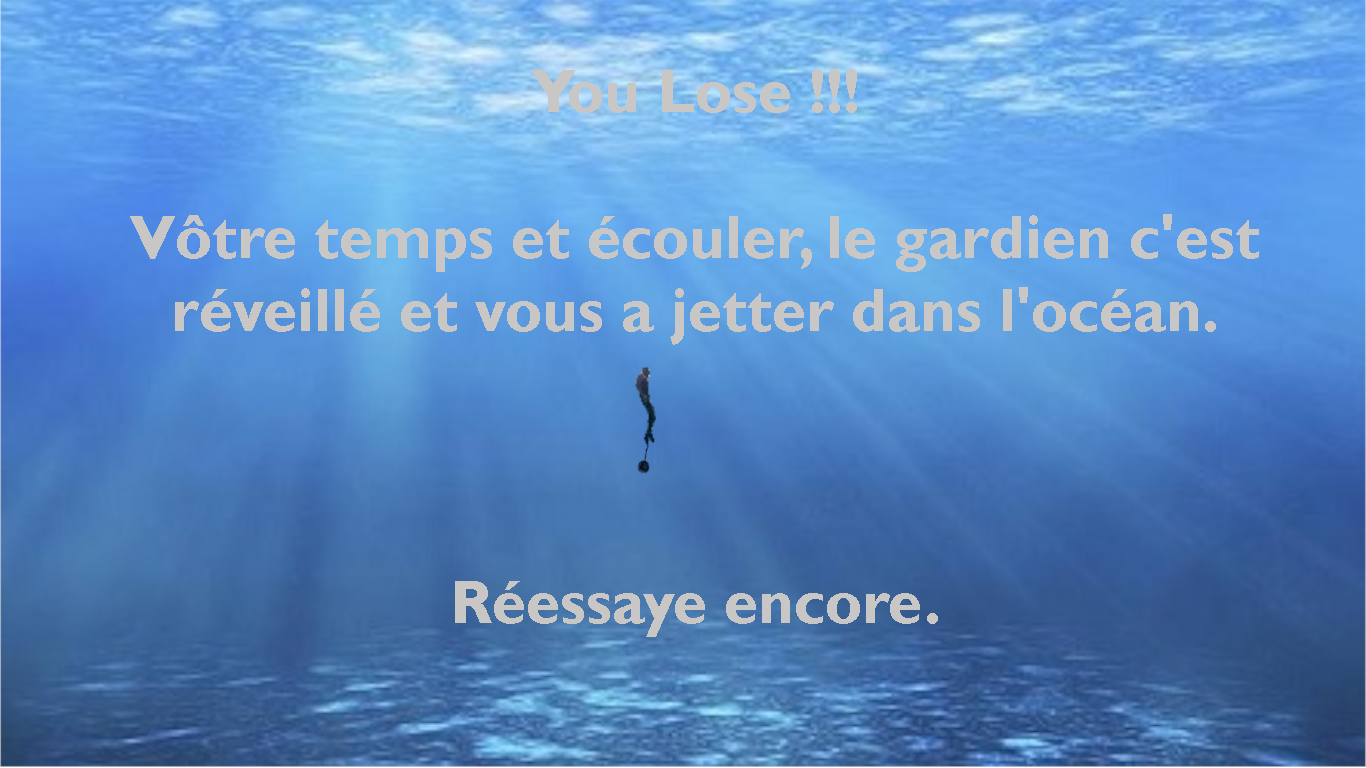 You Lose !!!
Vôtre temps et écouler, le gardien c'est
réveillé et vous a jetter dans l'océan.
Réessaye encore.